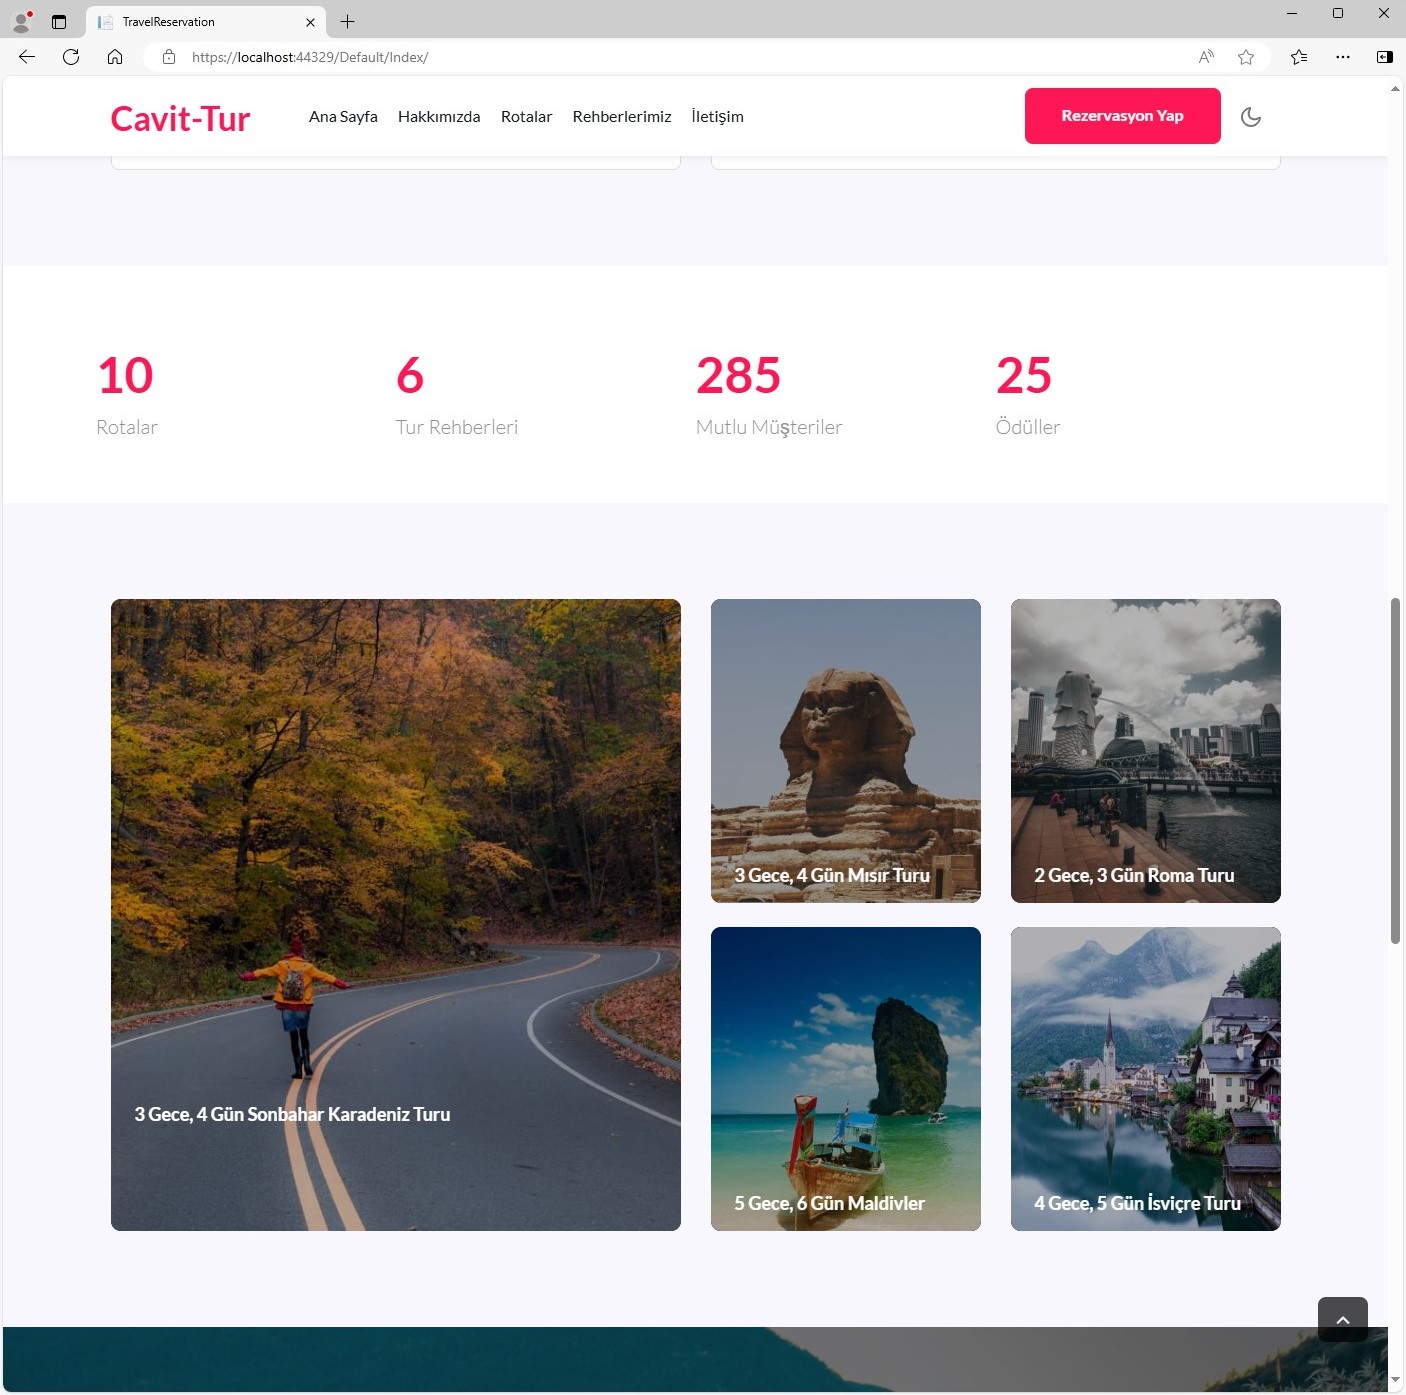 TravelReservation
https://localhost:44329/Default/Index/
Cavit-Tur
Ana Sayfa
Hakkımızda
Rotalar
Rehberlerimiz
İletişim
Rezervasyon Yap
10
Rotalar
6
Tur Rehberleri
285
Mutlu Müşteriler
25
Ödüller
3 Gece, 4 Gün Sonbahar Karadeniz Turu
3 Gece, 4 Gün Mısır Turu
2 Gece, 3 Gün Roma Turu
5 Gece, 6 Gün Maldivler
4 Gece, 5 Gün İsviçre Turu